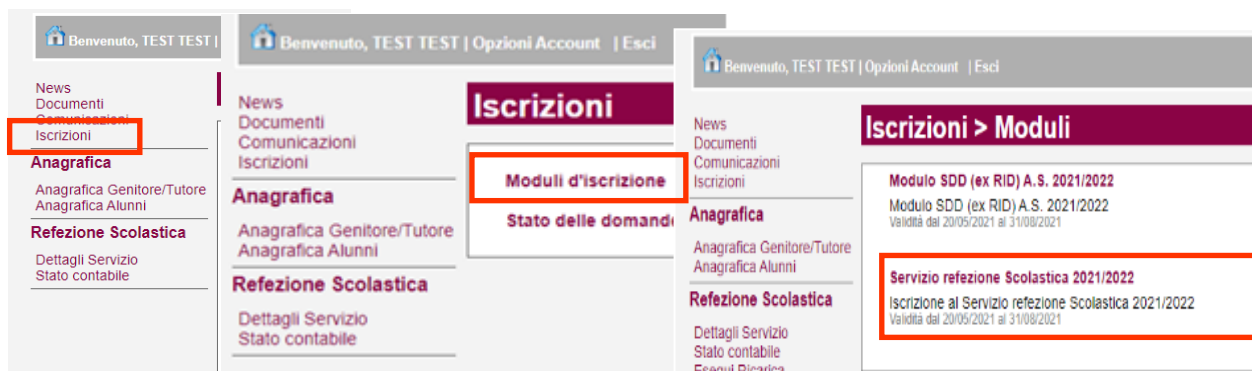 Benvenuto, TEST TEST |
News
Documenti
Comunicazioni
Iscrizioni
Anagrafica
Anagrafica Genitore/Tutore
Anagrafica Alunni
Refezione Scolastica
Dettagli Servizio
Stato contabile
Benvenuto, TEST TEST | Opzioni Account | Esci
News
Documenti
Comunicazioni
Iscrizioni
Anagrafica
Anagrafica Genitore/Tutore
Anagrafica Alunni
Refezione Scolastica
Dettagli Servizio
Stato contabile
Iscrizioni
Moduli d'iscrizione
Stato delle domande
Benvenuto, TEST TEST | Opzioni Account | Esci
News
Documenti
Comunicazioni
Iscrizioni
Anagrafica
Anagrafica Genitore/Tutore
Anagrafica Alunni
Refezione Scolastica
Dettagli Servizio
Stato contabile
Esegui Ricarica
Iscrizioni > Moduli
Modulo SDD (ex RID) A.S. 2021/2022
Modulo SDD (ex RID) A.S. 2021/2022
Validità dal 20/05/2021 al 31/08/2021
Servizio refezione Scolastica 2021/2022
Iscrizione al Servizio refezione Scolastica 2021/2022
Validità dal 20/05/2021 al 31/08/2021